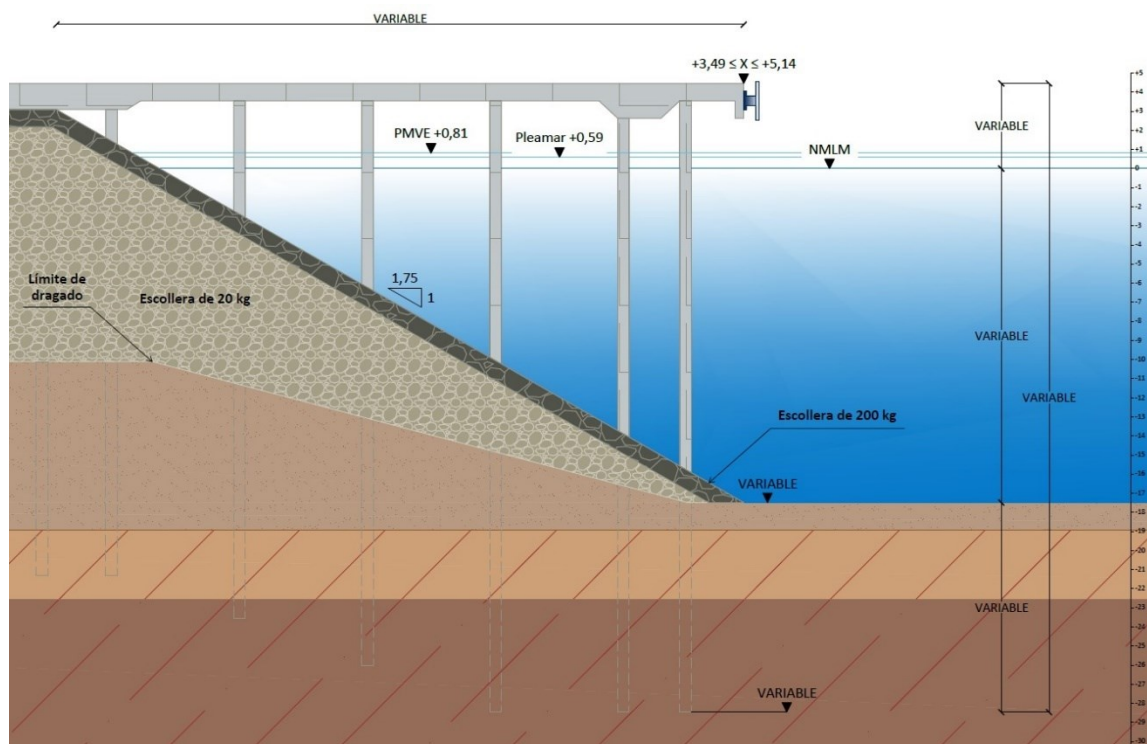 VARIABLE
+3,49 ≤ X ≤ +5,14
PMVE +0,81
Pleamar +0,59
NMLM
VARIABLE
Límite de
dragado
Escollera de 20 kg
1,75
1
VARIABLE
VARIABLE
Escollera de 200 kg
VARIABLE
VARIABLE
VARIABLE
+5
+4
+3
+2
+1
0
-1
-2
-3
-4
-5
-6
-7
-8
-9
-10
-11
-12
-13
-14
-15
-16
-17
-18
-19
-20
-21
-22
-23
-24
-25
-26
-27
-28
-29
-30